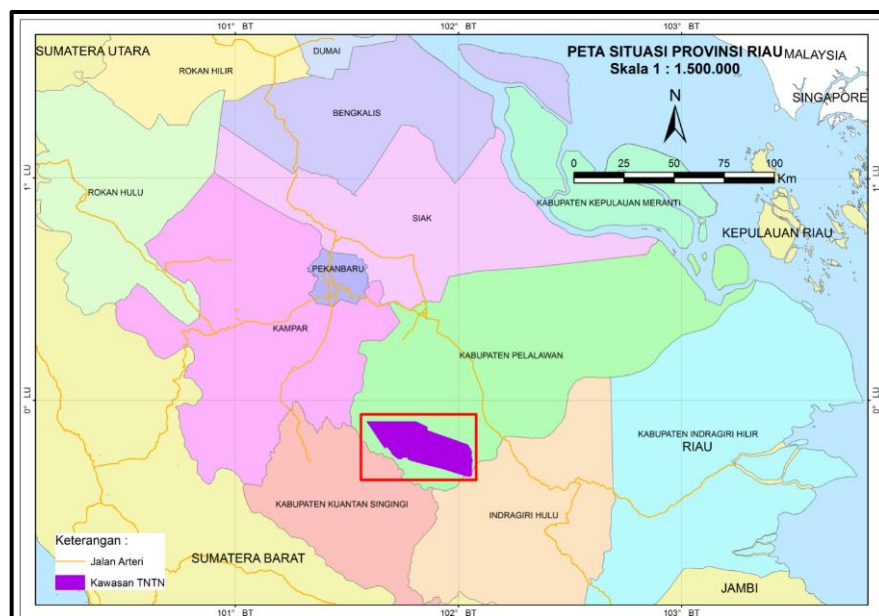 101° BT
102° BT
103° BT
SUMATERA UTARA
DUMAI
PETA SITUASI PROVINSI RIAU
Skala 1 : 1.500.000
MALAYSIA
ROKAN HILIR
N
SINGAPORE
BENGKALIS
0 25 50 75 100
Km
1° LU
1° LU
ROKAN HULU
KABUPATEN KEPULAUAN MERANTI
SIAK
KEPULAUAN RIAU
PEKANBARU
KAMPAR
KABUPATEN PELALAWAN
0° LU
0° LU
KABUPATEN INDRAGIRI HILIR
RIAU
KABUPATEN KUANTAN SINGINGI
INDRAGIRI HULU
Keterangan :
Jalan Arteri
Kawasan TNTN
SUMATERA BARAT
JAMBI
101° BT
102° BT
103° BT